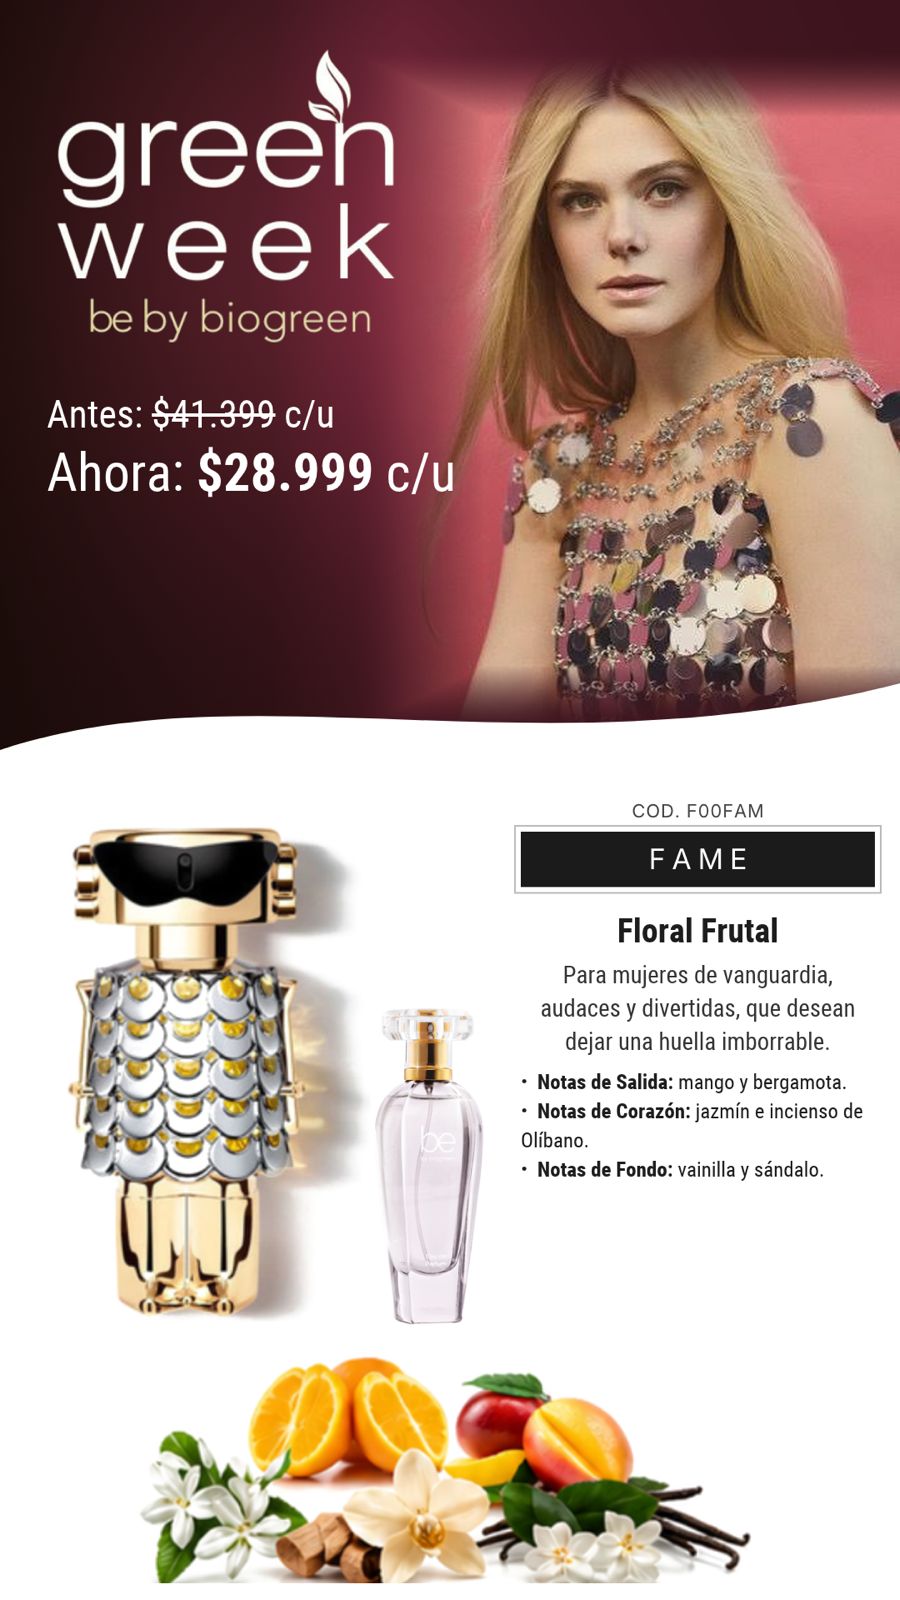 green
week
be by biogreen
Antes: $41.399 c/u
Ahora: $28.999 c/u
COD. F00FAM
FAME
Floral Frutal
Para mujeres de vanguardia,
audaces y divertidas, que desean
dejar una huella imborrable.
• Notas de Salida: mango y bergamota.
• Notas de Corazón: jazmín e incienso de
Olíbano.
• Notas de Fondo: vainilla y sándalo.
be